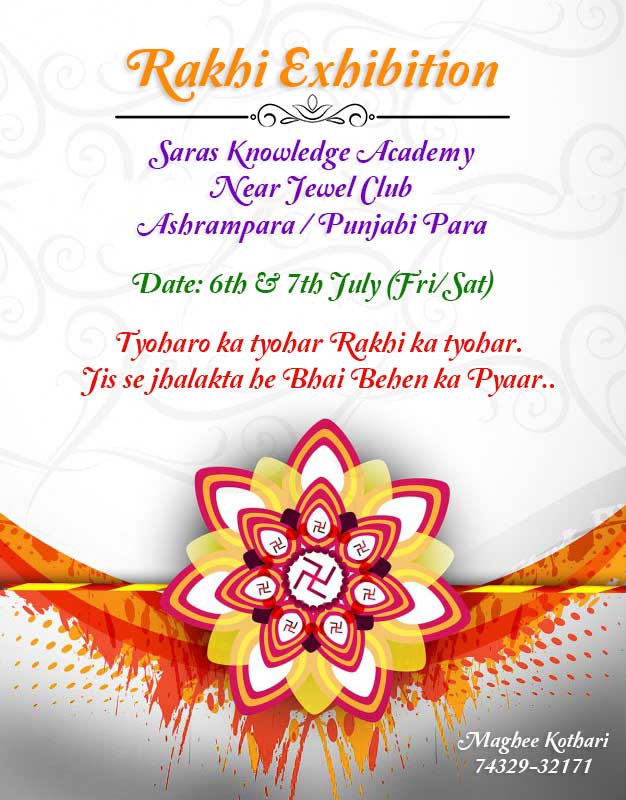 Rakhi Exhibition
Saras Knowledge Academy
Near Jewel Club
Ashrampara / Punjabi Para
Date: 6th & 7th July (Fri/Sat)
Tyoharo ka tyohar Rakhi ka tyohar.
Jis se jhalakta he Bhai Behen ka Pyaar..
Maghee Kothari
74329-32171